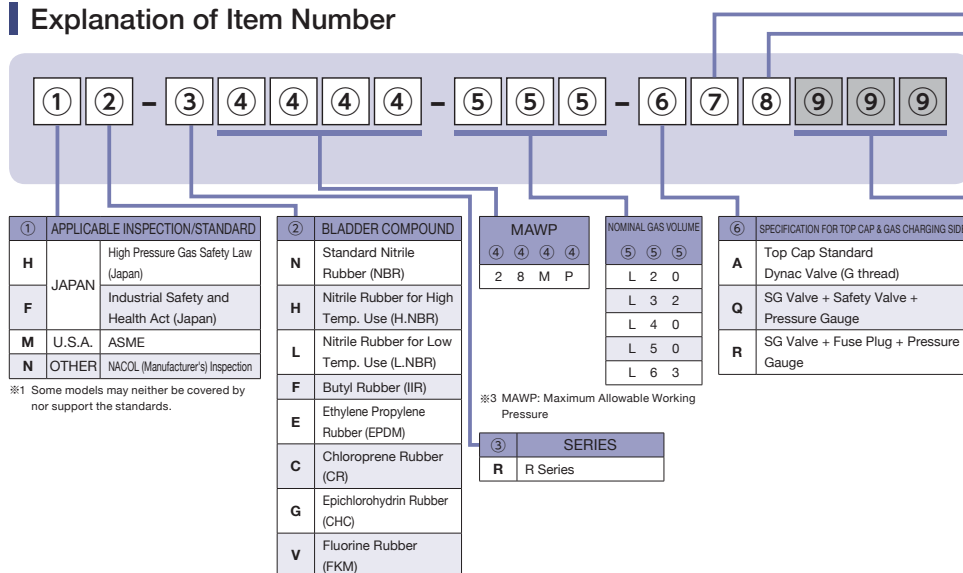 Explanation of Item Number
① ② – ③ ④ ④ ④ ④ – ⑤ ⑤ ⑤ – ⑥ ⑦ ⑧ ⑨ ⑨ ⑨
① APPLICABLE INSPECTION/STANDARD
H JAPAN High Pressure Gas Safety Law
(Japan)
F Industrial Safety and
Health Act (Japan)
M U.S.A. ASME
N OTHER NACOL (Manufacturer's) Inspection
※1 Some models may neither be covered by
nor support the standards.
② BLADDER COMPOUND
N Standard Nitrile
Rubber (NBR)
H Nitrile Rubber for High
Temp. Use (H.NBR)
L Nitrile Rubber for Low
Temp. Use (L.NBR)
F Butyl Rubber (IIR)
E Ethylene Propylene
Rubber (EPDM)
C Chloroprene Rubber
(CR)
G Epichlorohydrin Rubber
(CHC)
V Fluorine Rubber
(FKM)
MAWP
④ ④ ④ ④
2 8 M P
※3 MAWP: Maximum Allowable Working
Pressure
③ SERIES
R R Series
NOMINAL GAS VOLUME
⑤ ⑤ ⑤
L 2 0
L 3 2
L 4 0
L 5 0
L 6 3
⑥ SPECIFICATION FOR TOP CAP & GAS CHARGING SIDE
A Top Cap Standard
Dynac Valve (G thread)
Q SG Valve + Safety Valve +
Pressure Gauge
R SG Valve + Fuse Plug + Pressure
Gauge